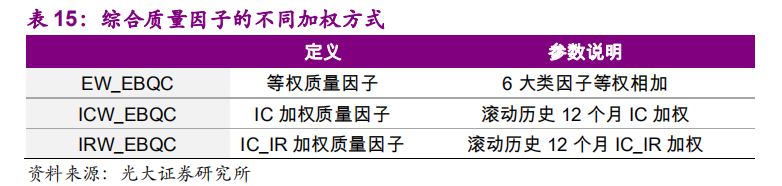 表 15：综合质量因子的不同加权方式
定义 参数说明
EW_EBQC 等权质量因子 6 大类因子等权相加
ICW_EBQC IC 加权质量因子 滚动历史 12 个月 IC 加权
IRW_EBQC IC_IR 加权质量因子 滚动历史 12 个月 IC_IR 加权
资料来源：光大证券研究所